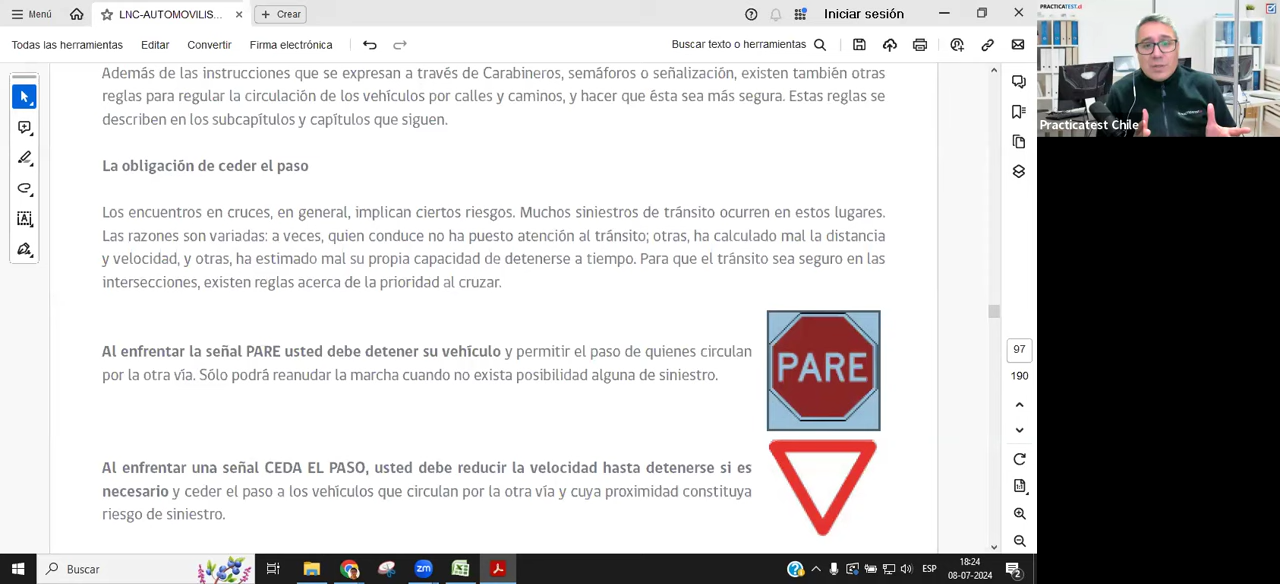 Menú
LNC-AUTOMOVILIS...
Crear
Iniciar sesión
Todas las herramientas
Editar
Convertir
Firma electrónica
Buscar texto o herramientas
Además de las instrucciones que se expresan a través de Carabineros, semáforos o señalización, existen también otras
reglas para regular la circulación de los vehículos por calles y caminos, y hacer que ésta sea más segura. Estas reglas se
describen en los subcapítulos y capítulos que siguen.
La obligación de ceder el paso
Los encuentros en cruces, en general, implican ciertos riesgos. Muchos siniestros de tránsito ocurren en estos lugares.
Las razones son variadas: a veces, quien conduce no ha puesto atención al tránsito; otras, ha calculado mal la distancia
y velocidad, y otras, ha estimado mal su propia capacidad de detenerse a tiempo. Para que el tránsito sea seguro en las
intersecciones, existen reglas acerca de la prioridad al cruzar.
Al enfrentar la señal PARE usted debe detener su vehículo y permitir el paso de quienes circulan
por la otra vía. Sólo podrá reanudar la marcha cuando no exista posibilidad alguna de siniestro.
PARE
Al enfrentar una señal CEDA EL PASO, usted debe reducir la velocidad hasta detenerse si es
necesario y ceder el paso a los vehículos que circulan por la otra vía y cuya proximidad constituya
riesgo de siniestro.
97
190
PRACTICATEST.cl
Practicatest Chile
Buscar
zm
ESP
18:24
08-07-2024
2